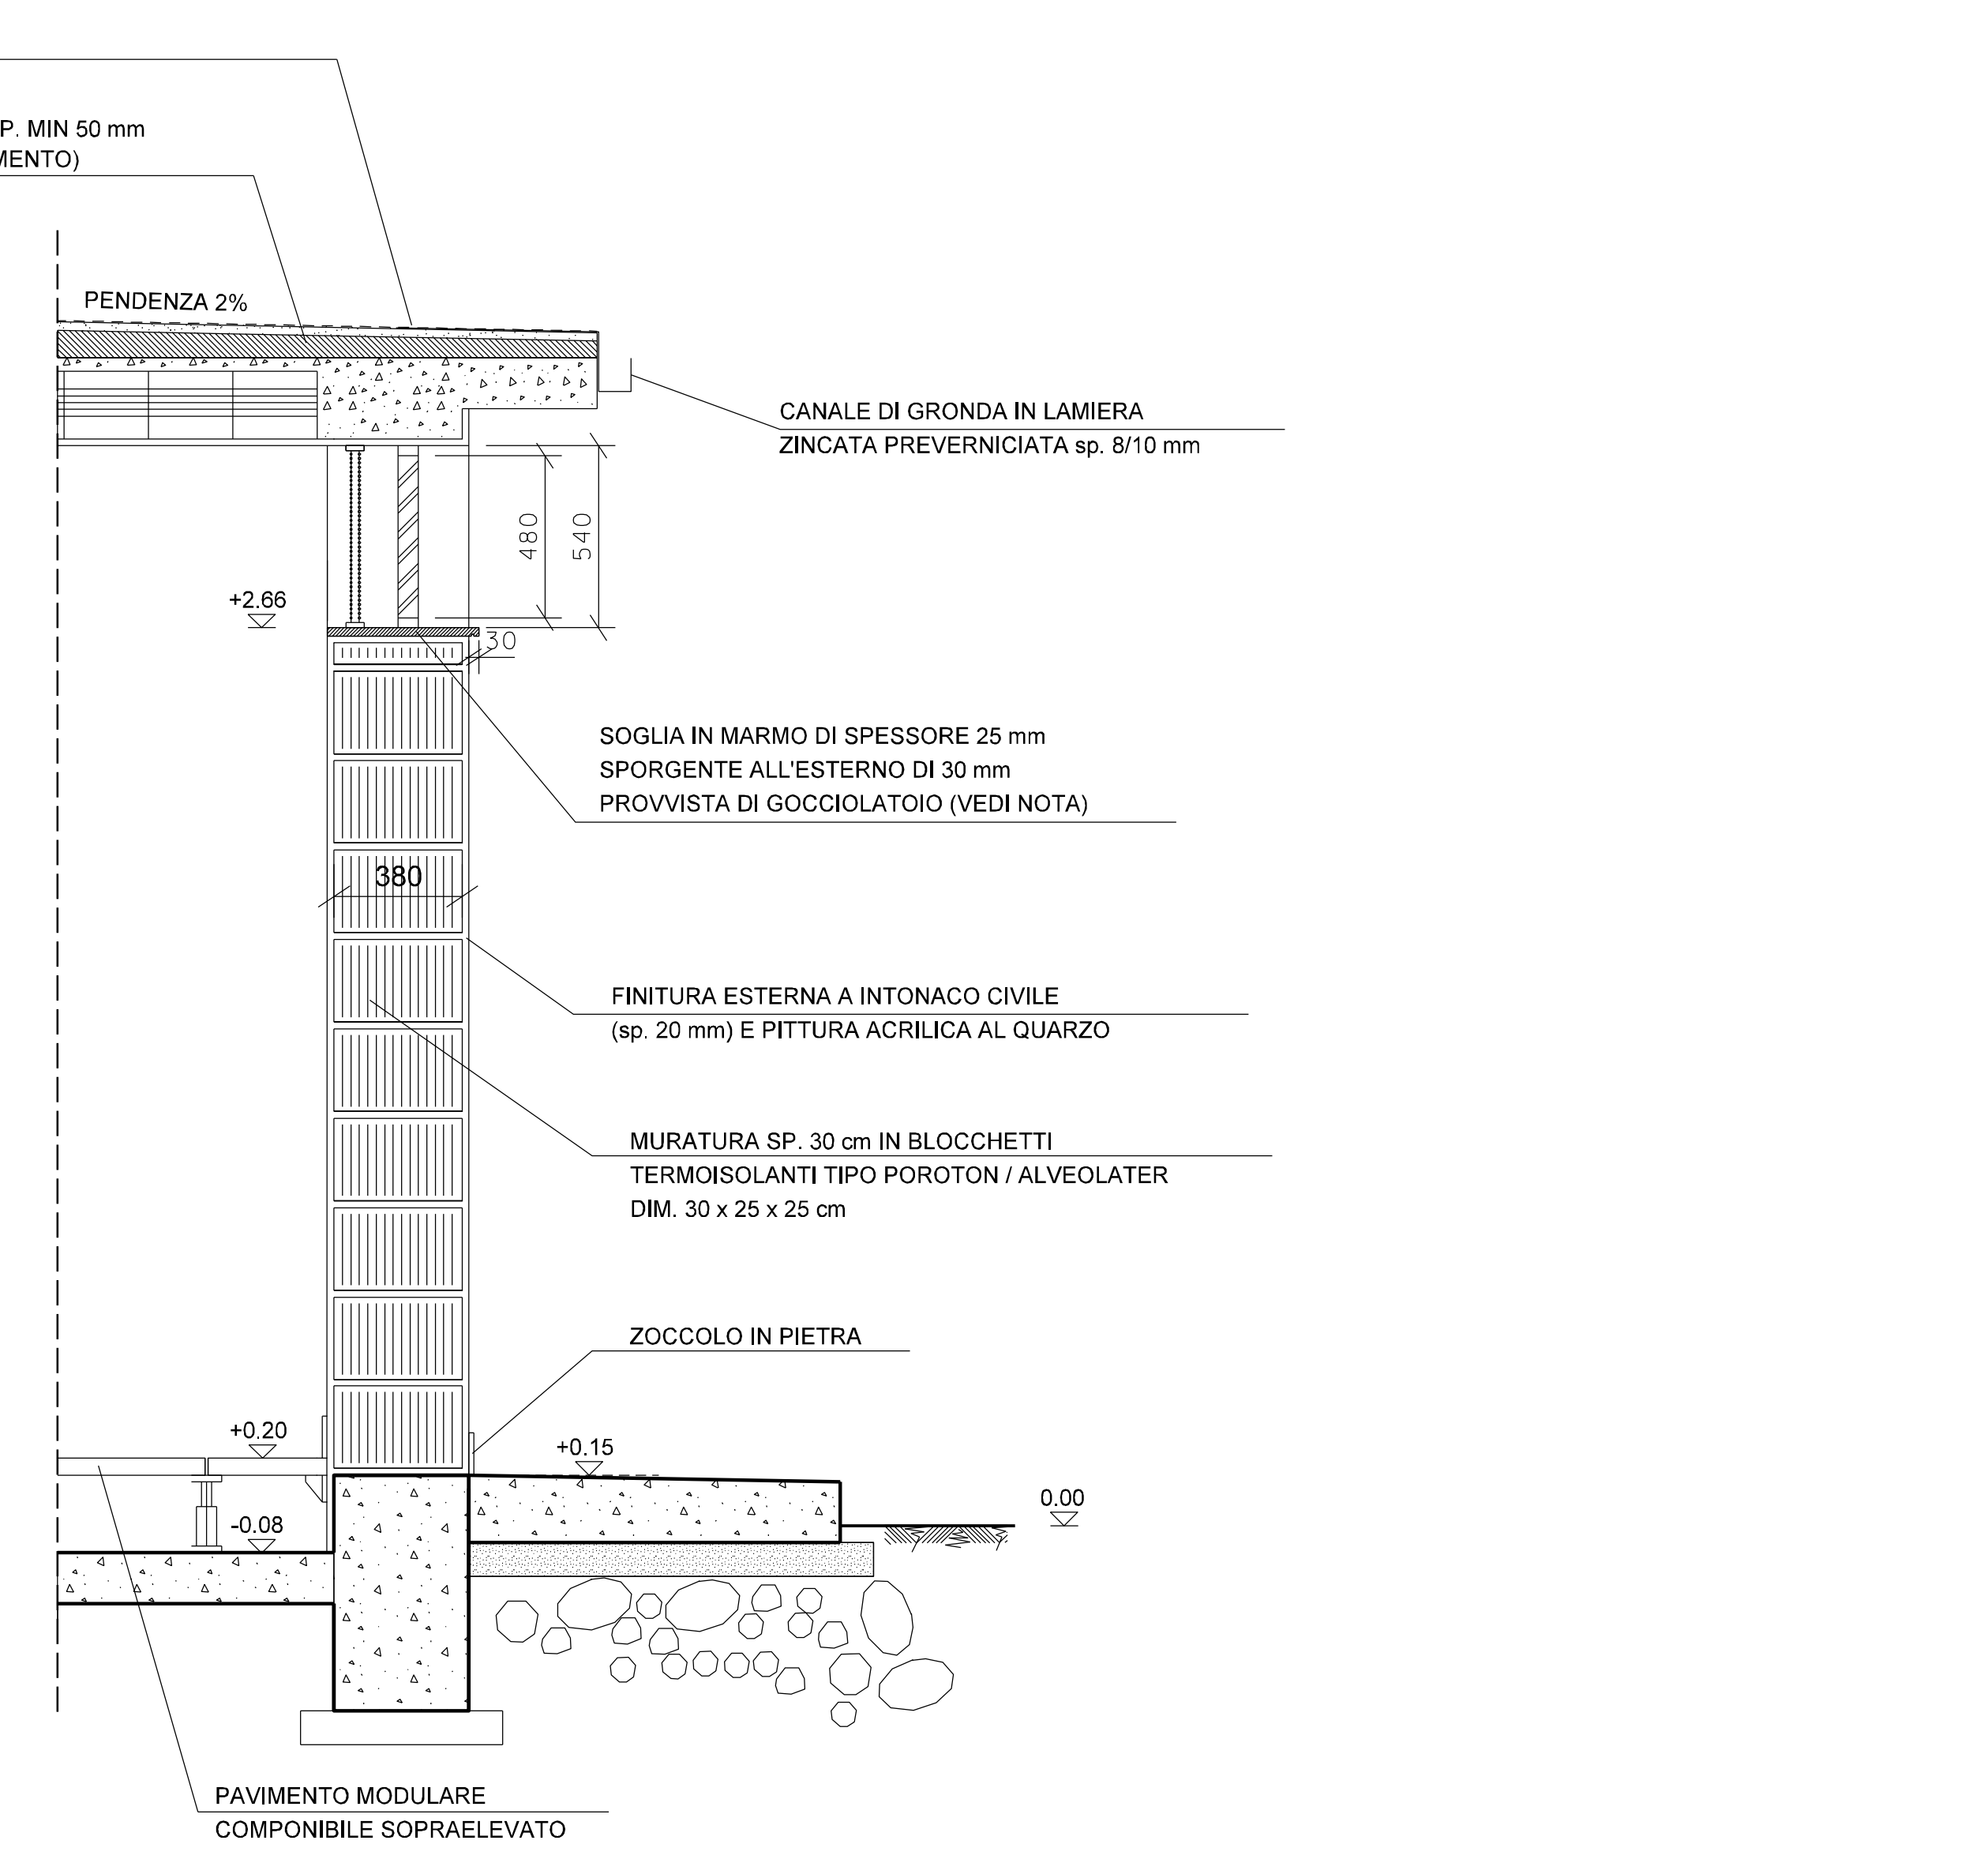 P. MIN 50 mm
MENTO)
PENDENZA 2%
CANALE DI GRONDA IN LAMIERA
ZINCATA PREVERNICIATA sp. 8/10 mm
480
540
+2.66
30
SOGLIA IN MARMO DI SPESSORE 25 mm
SPORGENTE ALL'ESTERNO DI 30 mm
PROVVISTA DI GOCCIOLATOIO (VEDI NOTA)
380
FINITURA ESTERNA A INTONACO CIVILE
(sp. 20 mm) E PITTURA ACRILICA AL QUARZO
MURATURA SP. 30 cm IN BLOCCHETTI
TERMOISOLANTI TIPO POROTON / ALVEOLATER
DIM. 30 x 25 x 25 cm
ZOCCOLO IN PIETRA
+0.20
+0.15
0.00
-0.08
PAVIMENTO MODULARE
COMPONIBILE SOPRAELEVATO